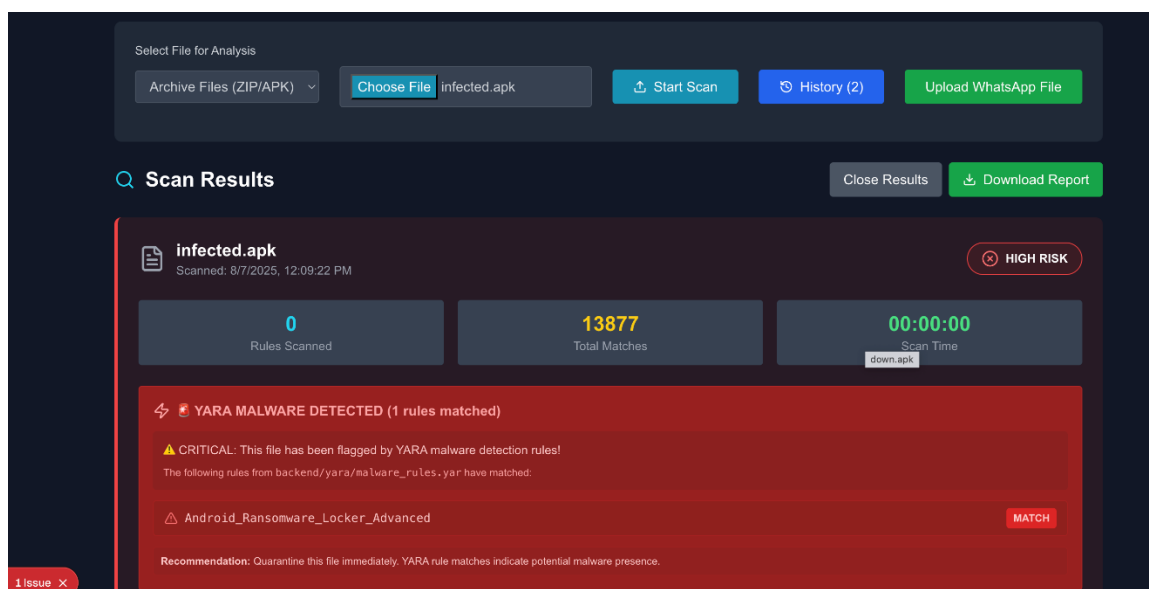 Select File for Analysis
Archive Files (ZIP/APK)
Choose File infected.apk
Start Scan
History (2)
Upload WhatsApp File
Scan Results
Close Results
Download Report
infected.apk
Scanned: 8/7/2025, 12:09:22 PM
HIGH RISK
0
Rules Scanned
13877
Total Matches
00:00:00
Scan Time
down.apk
YARA MALWARE DETECTED (1 rules matched)
CRITICAL: This file has been flagged by YARA malware detection rules!
The following rules from backend/yara/malware_rules.yar have matched:
Android_Ransomware_Locker_Advanced
MATCH
Recommendation: Quarantine this file immediately. YARA rule matches indicate potential malware presence.
1 Issue